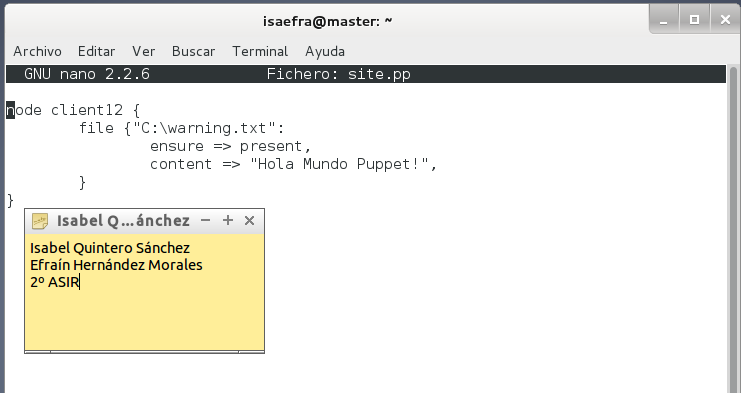 isaefra@master: ~
Archivo Editar Ver Buscar Terminal Ayuda
GNU nano 2.2.6 Fichero: site.pp
node client12 {
file {"C:\warning.txt":
ensure => present,
content => "Hola Mundo Puppet!",
}
}
Isabel Q...ánchez
Isabel Quintero Sánchez
Efraín Hernández Morales
2º ASIR